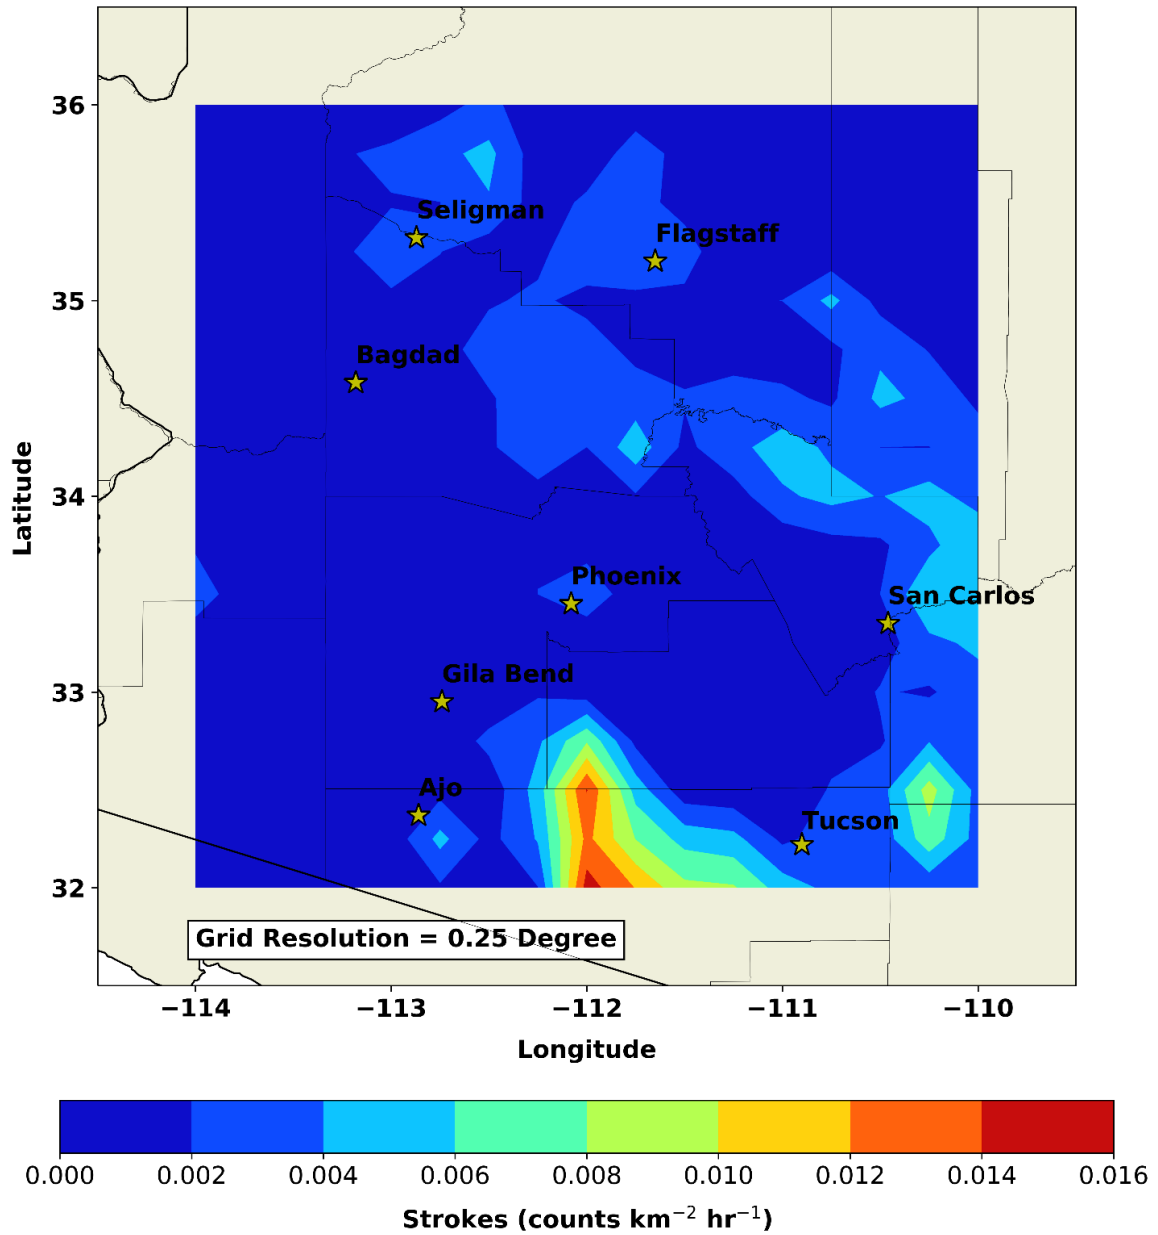 36
Seligman
Flagstaff
35
Bagdad
Latitude
34
Phoenix
San Carlos
33
Gila Bend
Ajo
Tucson
32
Grid Resolution = 0.25 Degree
−114 −113 −112 −111 −110
Longitude
0.000 0.002 0.004 0.006 0.008 0.010 0.012 0.014 0.016
Strokes (counts km⁻² hr⁻¹)